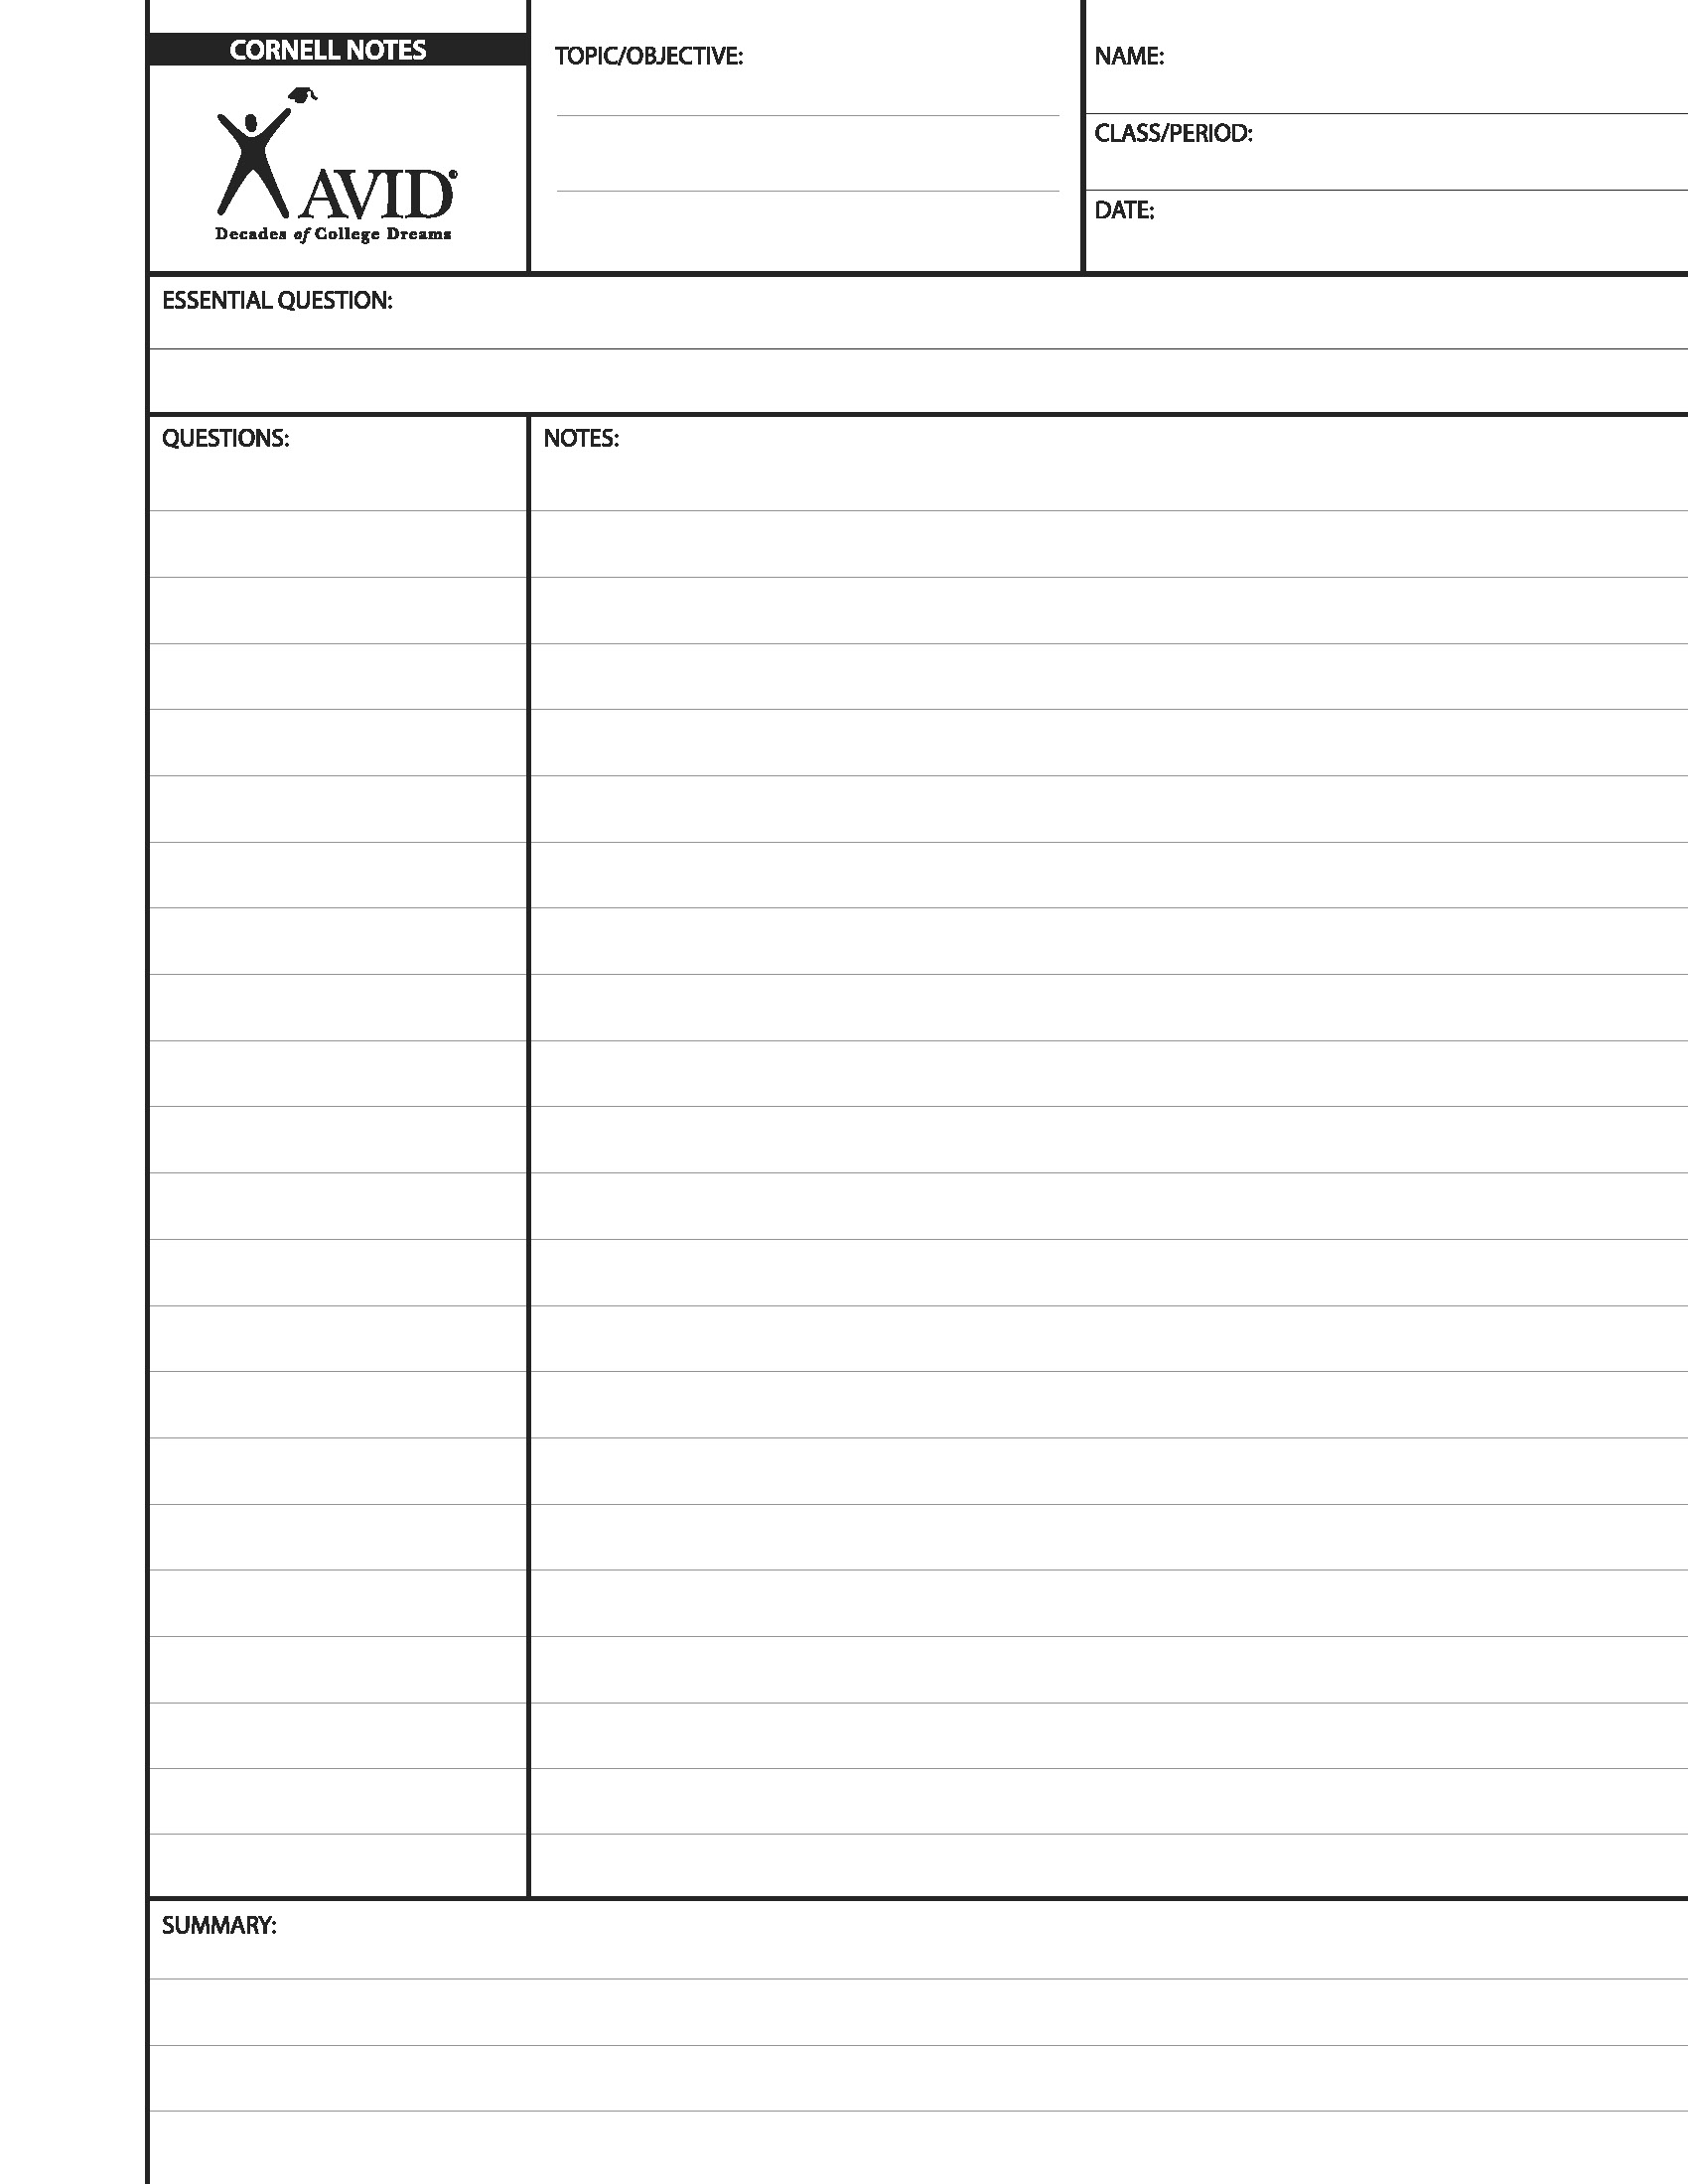 CORNELL NOTES
AVID®
Decades of College Dreams
TOPIC/OBJECTIVE:
NAME:
CLASS/PERIOD:
DATE:
ESSENTIAL QUESTION:
QUESTIONS:
NOTES:
SUMMARY: